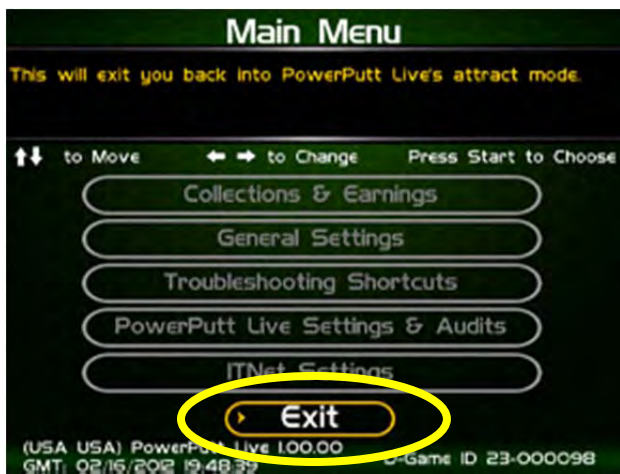 Main Menu
This will exit you back into PowerPutt Live's attract mode.
to Move to Change Press Start to Choose
Collections & Earnings
General Settings
Troubleshooting Shortcuts
PowerPutt Live Settings & Audits
ITNet Settings
Exit
(USA USA) PowerPutt Live 1.00.00
GMT: 02/16/2012 19:48:39 -Game ID 23-000098